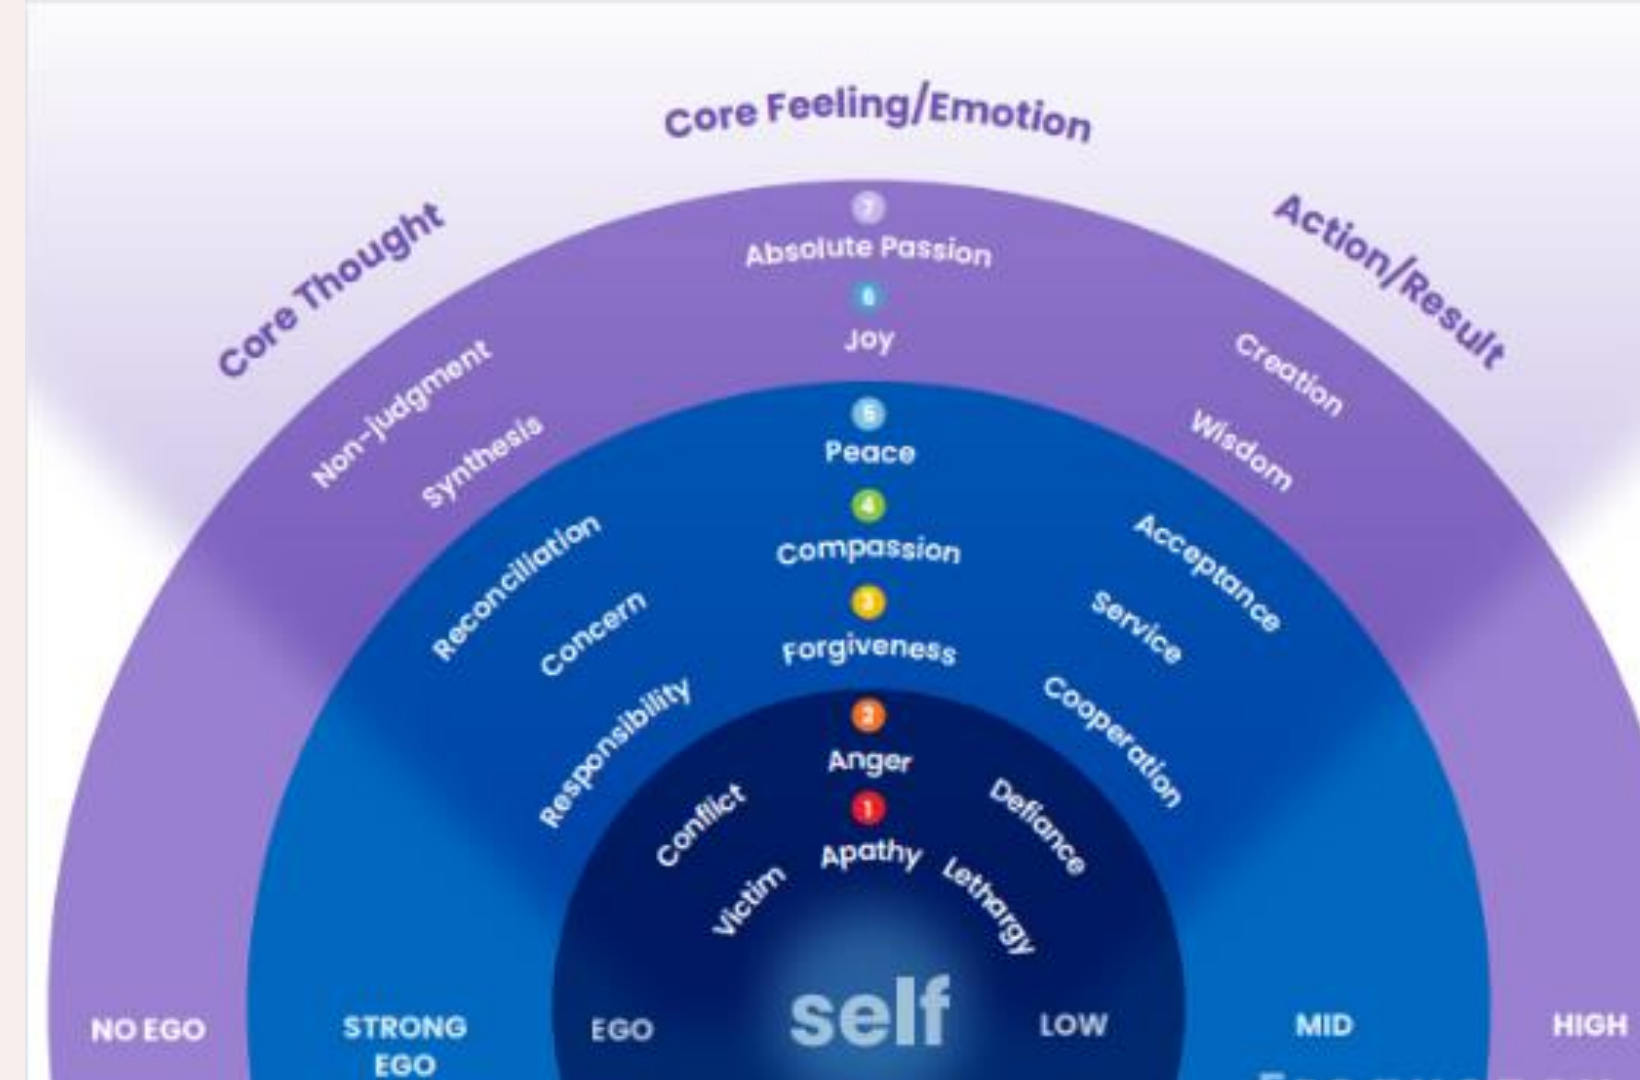 Core Feeling/Emotion
Core Thought
Action/Result
7
Absolute Passion
6
Joy
Non-judgment
Creation
Synthesis
Wisdom
5
Peace
4
Compassion
3
Forgiveness
Reconciliation
Acceptance
Concern
Service
Responsibility
Cooperation
2
Anger
1
Apathy
Conflict
Defiance
Victim
Lethargy
self
NO EGO
STRONG
EGO
EGO
LOW
MID
HIGH